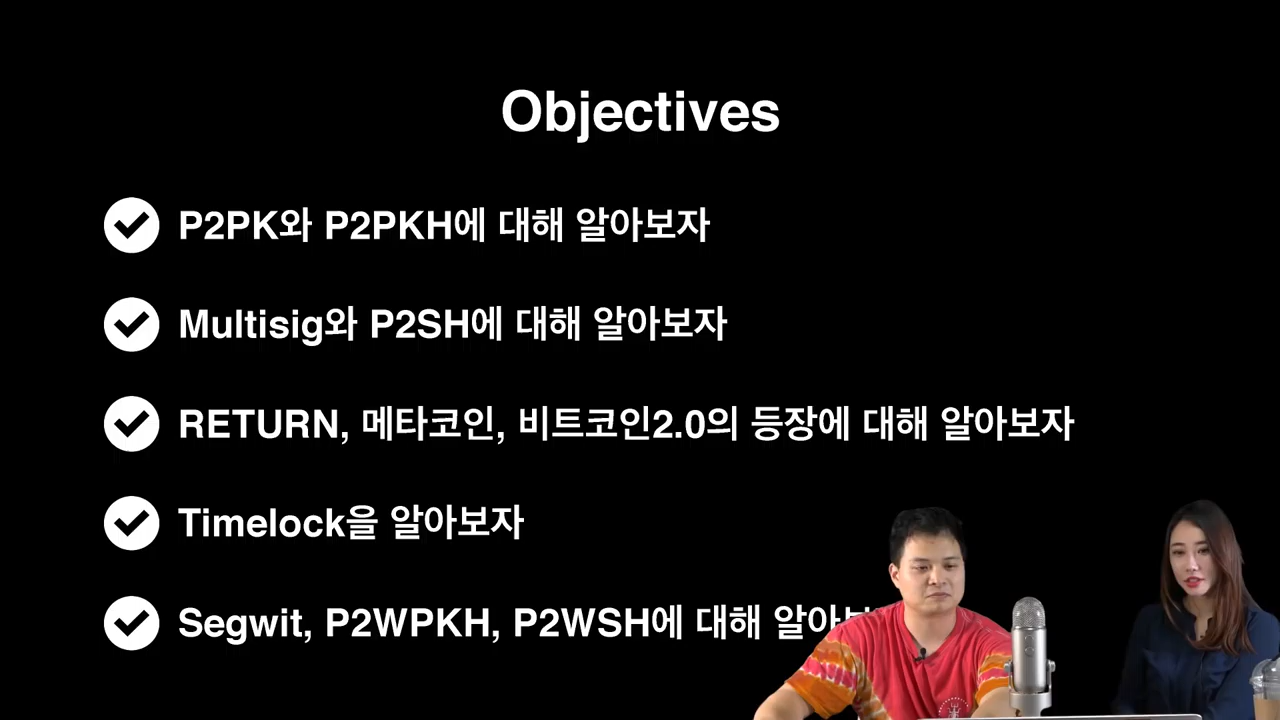 Objectives
P2PK와 P2PKH에 대해 알아보자
Multisig와 P2SH에 대해 알아보자
RETURN, 메타코인, 비트코인2.0의 등장에 대해 알아보자
Timelock을 알아보자
Segwit, P2WPKH, P2WSH에 대해